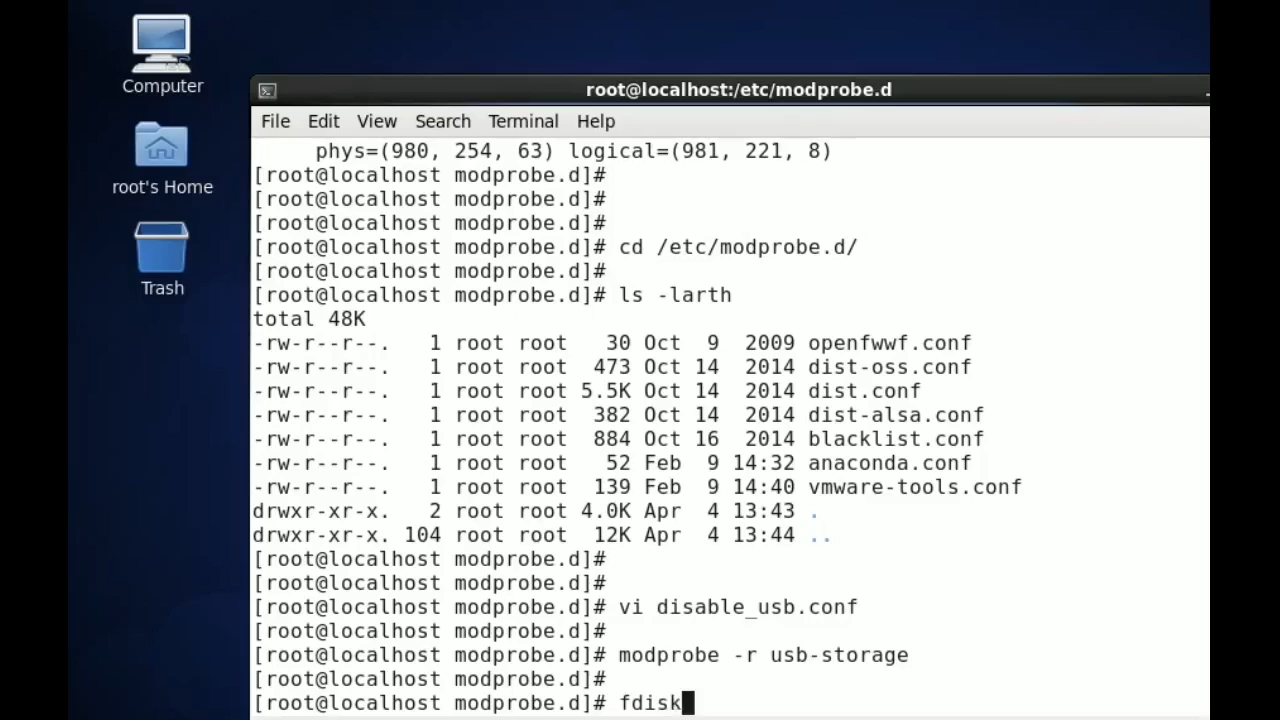 Computer
root's Home
Trash
root@localhost:/etc/modprobe.d
File Edit View Search Terminal Help
     phys=(980, 254, 63) logical=(981, 221, 8)
[root@localhost modprobe.d]#
[root@localhost modprobe.d]#
[root@localhost modprobe.d]#
[root@localhost modprobe.d]# cd /etc/modprobe.d/
[root@localhost modprobe.d]#
[root@localhost modprobe.d]# ls -larth
total 48K
-rw-r--r--.   1 root root   30 Oct  9  2009 openfwwf.conf
-rw-r--r--.   1 root root  473 Oct 14  2014 dist-oss.conf
-rw-r--r--.   1 root root 5.5K Oct 14  2014 dist.conf
-rw-r--r--.   1 root root  382 Oct 14  2014 dist-alsa.conf
-rw-r--r--.   1 root root  884 Oct 16  2014 blacklist.conf
-rw-r--r--.   1 root root   52 Feb  9 14:32 anaconda.conf
-rw-r--r--.   1 root root  139 Feb  9 14:40 vmware-tools.conf
drwxr-xr-x.   2 root root 4.0K Apr  4 13:43 .
drwxr-xr-x. 104 root root  12K Apr  4 13:44 ..
[root@localhost modprobe.d]#
[root@localhost modprobe.d]#
[root@localhost modprobe.d]# vi disable_usb.conf
[root@localhost modprobe.d]#
[root@localhost modprobe.d]# modprobe -r usb-storage
[root@localhost modprobe.d]#
[root@localhost modprobe.d]# fdisk